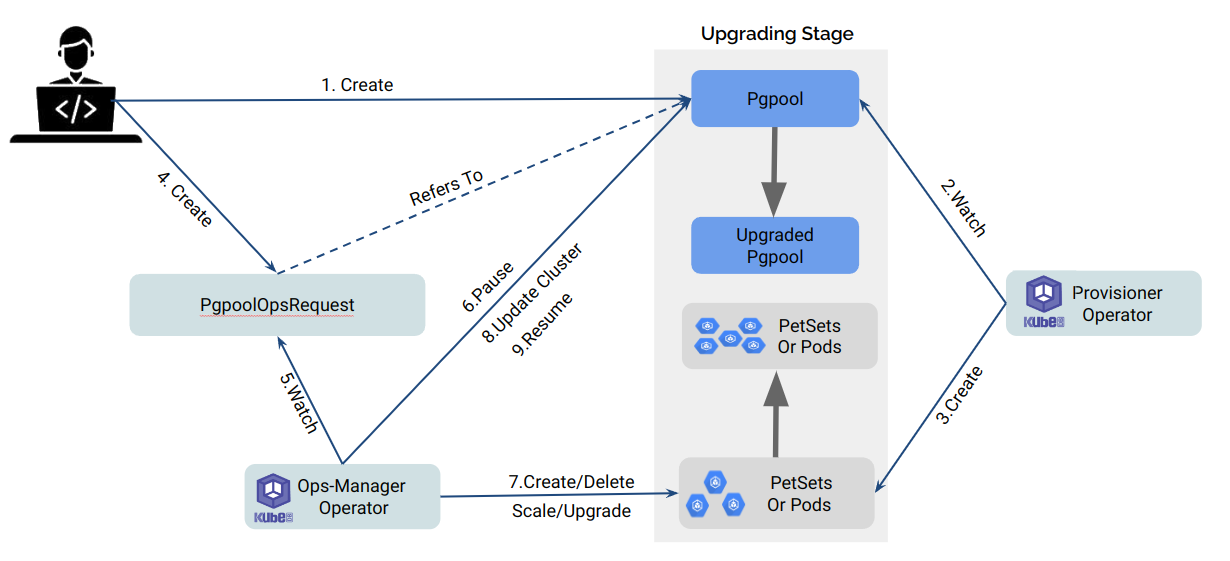 Upgrading Stage
</>
1. Create
Pgpool
4. Create
Refers To
2.Watch
Upgraded
Pgpool
PgpoolOpsRequest
6.Pause
8.Update Cluster
9.Resume
Provisioner
Operator
KUbe
PetSets
Or Pods
3.Create
5.Watch
Ops-Manager
Operator
KUbe
7.Create/Delete
Scale/Upgrade
PetSets
Or Pods